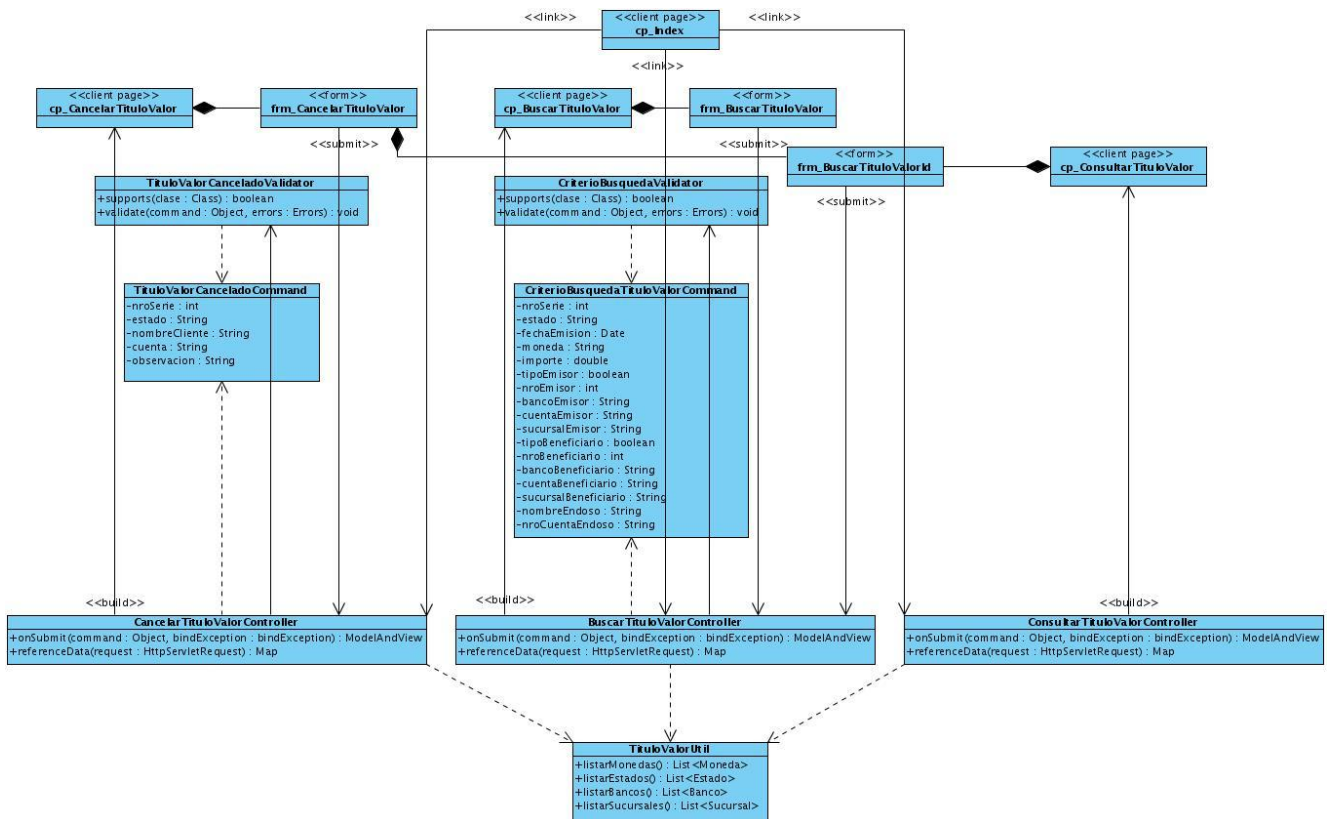 <<link>>
<<client page>>
cp_Index
<<link>>
<<link>>
<<client page>>
cp_CancelarTituloValor
<<form>>
frm_CancelarTituloValor
<<submit>>
<<client page>>
cp_BuscarTituloValor
<<form>>
frm_BuscarTituloValor
<<submit>>
<<form>>
frm_BuscarTituloValorId
<<submit>>
<<client page>>
cp_ConsultarTituloValor
TituloValorCanceladoValidator
+supports(clase : Class) : boolean
+validate(command : Object, errors : Errors) : void
CriterioBusquedaValidator
+supports(clase : Class) : boolean
+validate(command : Object, errors : Errors) : void
TituloValorCanceladoCommand
-nroSerie : int
-estado : String
-nombreCliente : String
-cuenta : String
-observacion : String
CriterioBusquedaTituloValorCommand
-nroSerie : int
-estado : String
-fechaEmision : Date
-moneda : String
-importe : double
-tipoEmisor : boolean
-nroEmisor : int
-bancoEmisor : String
-cuentaEmisor : String
-sucursalEmisor : String
-tipoBeneficiario : boolean
-nroBeneficiario : int
-bancoBeneficiario : String
-cuentaBeneficiario : String
-sucursalBeneficiario : String
-nombreEndoso : String
-nroCuentaEndoso : String
<<build>>
<<build>>
<<build>>
CancelarTituloValorController
+onSubmit(command : Object, bindException : bindException) : ModelAndView
+referenceData(request : HttpServletRequest) : Map
BuscarTituloValorController
+onSubmit(command : Object, bindException : bindException) : ModelAndView
+referenceData(request : HttpServletRequest) : Map
ConsultarTituloValorController
+onSubmit(command : Object, bindException : bindException) : ModelAndView
+referenceData(request : HttpServletRequest) : Map
TituloValorUtil
+listarMonedas() : List<Moneda>
+listarEstados() : List<Estado>
+listarBancos() : List<Banco>
+listarSucursales() : List<Sucursal>